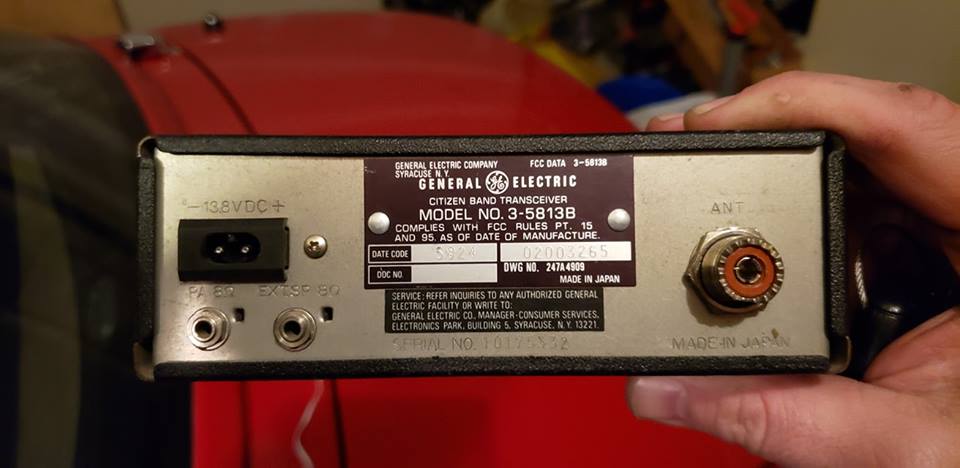 GENERAL ELECTRIC COMPANY FCC DATA 3-5813B
SYRACUSE N.Y.
GENERAL GE ELECTRIC
CITIZEN BAND TRANSCEIVER
MODEL NO. 3-5813B
COMPLIES WITH FCC RULES PT. 15
AND 95. AS OF DATE OF MANUFACTURE.
DATE CODE 02003265
DOC NO. DWG NO. 247A4909
MADE IN JAPAN
SERVICE: REFER INQUIRIES TO ANY AUTHORIZED GENERAL
ELECTRIC FACILITY OR WRITE TO:
GENERAL ELECTRIC CO. MANAGER-CONSUMER SERVICES.
ELECTRONICS PARK, BUILDING 5, SYRACUSE, N.Y. 13221.
SERIAL NO.
-13.8VDC+
PA 8Ω EXT.SP 8Ω
ANT
MADE IN JAPAN